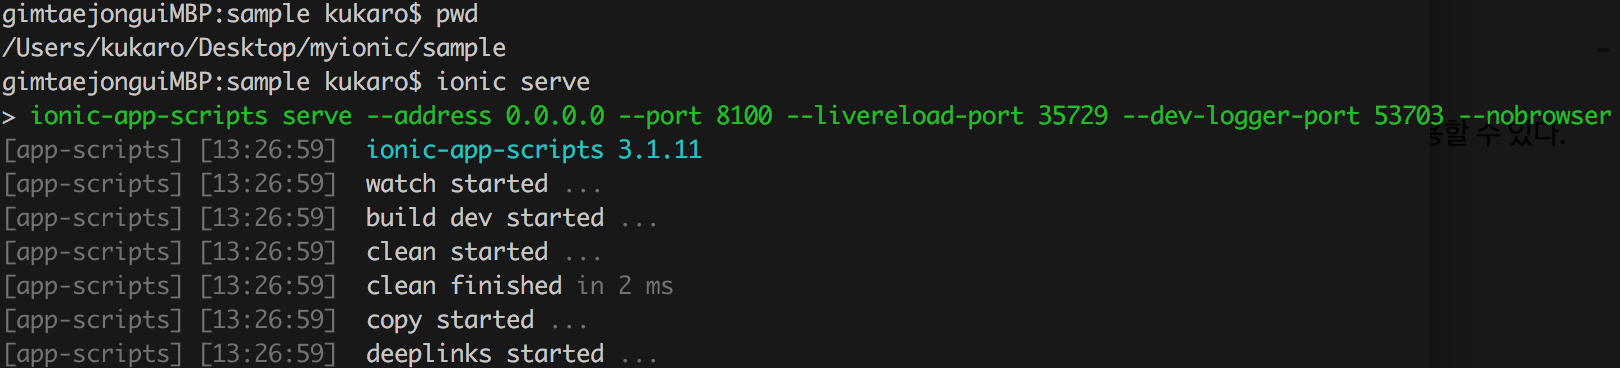 gimtaejonguiMBP:sample kukaro$ pwd
/Users/kukaro/Desktop/myionic/sample
gimtaejonguiMBP:sample kukaro$ ionic serve
> ionic-app-scripts serve --address 0.0.0.0 --port 8100 --livereload-port 35729 --dev-logger-port 53703 --nobrowser
할 수 있다.
[app-scripts] [13:26:59]  ionic-app-scripts 3.1.11
[app-scripts] [13:26:59]  watch started ...
[app-scripts] [13:26:59]  build dev started ...
[app-scripts] [13:26:59]  clean started ...
[app-scripts] [13:26:59]  clean finished in 2 ms
[app-scripts] [13:26:59]  copy started ...
[app-scripts] [13:26:59]  deeplinks started ...